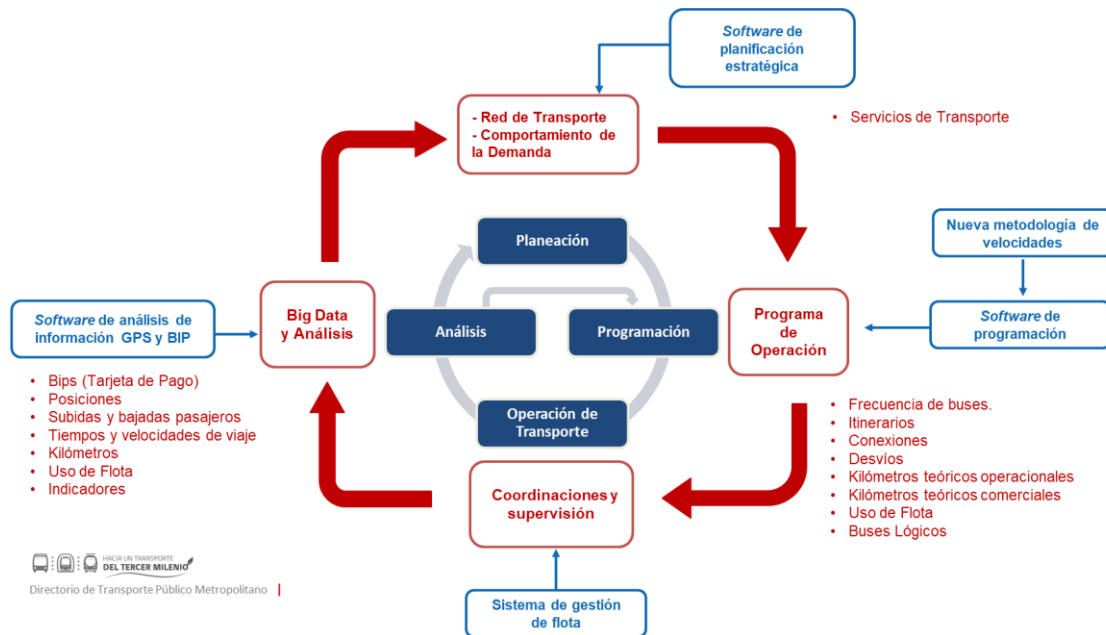 Software de
planificación
estratégica
- Red de Transporte
- Comportamiento de
la Demanda
• Servicios de Transporte
Nueva metodología de
velocidades
Planeación
Software de análisis de
información GPS y BIP
Big Data
y Análisis
Análisis
Programación
Programa
de
Operación
Software de
programación
• Bips (Tarjeta de Pago)
• Posiciones
• Subidas y bajadas pasajeros
• Tiempos y velocidades de viaje
• Kilómetros
• Uso de Flota
• Indicadores
Operación de
Transporte
• Frecuencia de buses.
• Itinerarios
• Conexiones
• Desvíos
• Kilómetros teóricos operacionales
• Kilómetros teóricos comerciales
• Uso de Flota
• Buses Lógicos
Coordinaciones y
supervisión
HACIA UN TRANSPORTE
DEL TERCER MILENIO
Directorio de Transporte Público Metropolitano |
Sistema de gestión
de flota